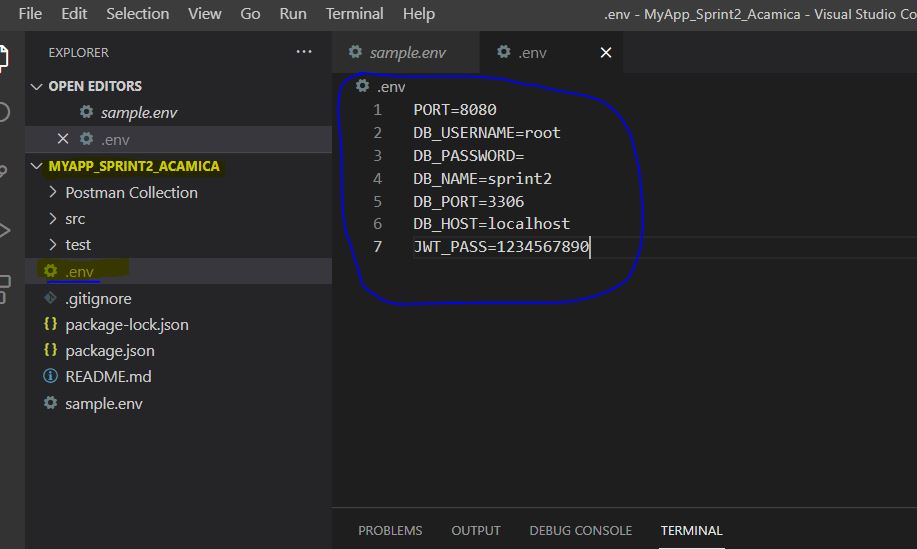 File Edit Selection View Go Run Terminal Help
.env - MyApp_Sprint2_Acamica - Visual Studio Co
EXPLORER
OPEN EDITORS
sample.env
.env
MYAPP_SPRINT2_ACAMICA
Postman Collection
src
test
.env
.gitignore
package-lock.json
package.json
README.md
sample.env
sample.env
.env
.env
1 PORT=8080
2 DB_USERNAME=root
3 DB_PASSWORD=
4 DB_NAME=sprint2
5 DB_PORT=3306
6 DB_HOST=localhost
7 JWT_PASS=1234567890
PROBLEMS OUTPUT DEBUG CONSOLE TERMINAL